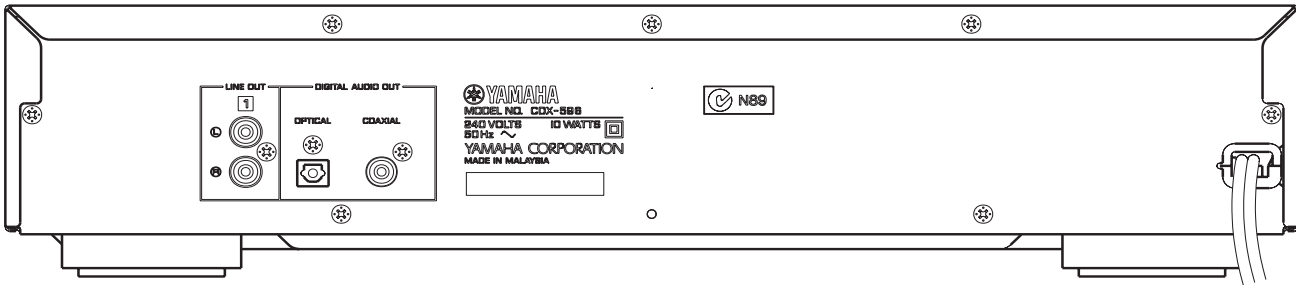 LINE OUT
DIGITAL AUDIO OUT
1
OPTICAL
COAXIAL
L
R
YAMAHA
MODEL NO. CDX-596
240 VOLTS 10 WATTS
50Hz ~
YAMAHA CORPORATION
MADE IN MALAYSIA
N89